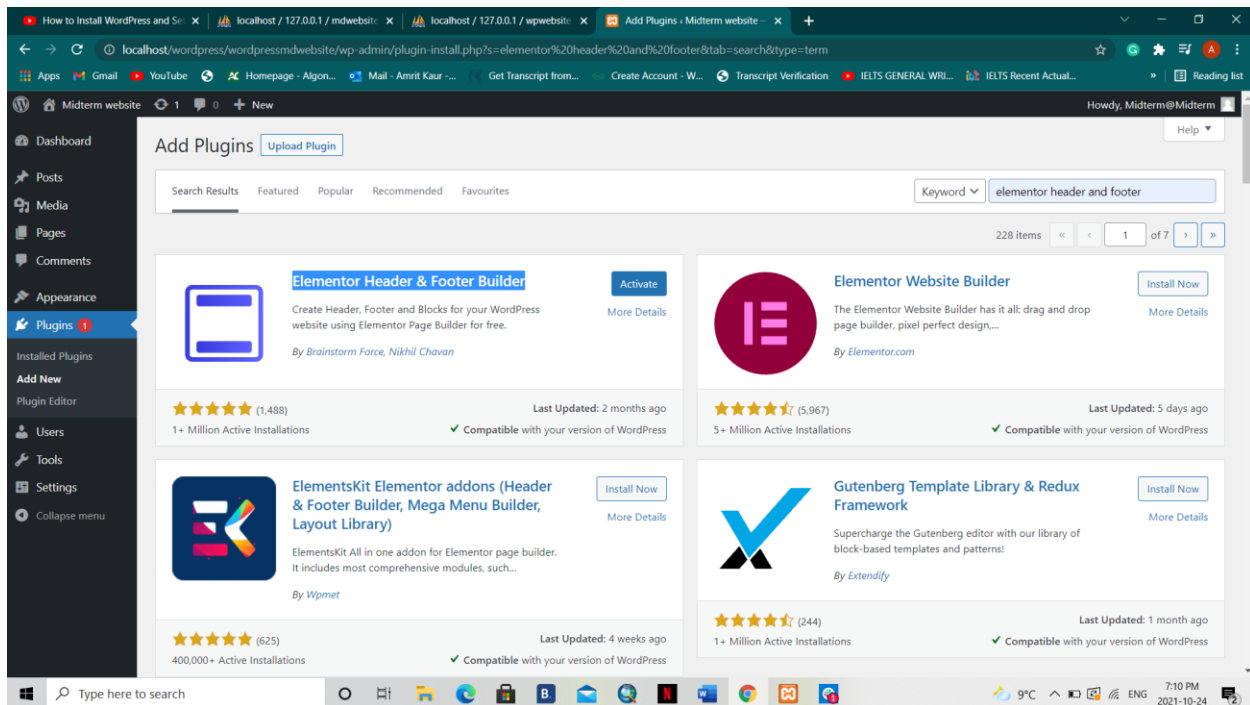 How to Install WordPress and Se
localhost / 127.0.0.1 / mdwebsite
localhost / 127.0.0.1 / wpwebsite
Add Plugins ‹ Midterm website —
localhost/wordpress/wordpressmdwebsite/wp-admin/plugin-install.php?s=elementor%20header%20and%20footer&tab=search&type=term
A
Apps
Gmail
YouTube
Homepage - Algon...
Mail - Amrit Kaur -...
Get Transcript from...
Create Account - W...
Transcript Verification
IELTS GENERAL WRI...
IELTS Recent Actual...
»
Reading list
Midterm website
1
0
+ New
Howdy, Midterm@Midterm
Dashboard
Posts
Media
Pages
Comments
Appearance
Plugins 1
Installed Plugins
Add New
Plugin Editor
Users
Tools
Settings
Collapse menu
Help
Add Plugins
Upload Plugin
Search Results
Featured
Popular
Recommended
Favourites
Keyword
elementor header and footer
228 items « ‹ 1 of 7 › »
Elementor Header & Footer Builder
Activate
More Details
Create Header, Footer and Blocks for your WordPress
website using Elementor Page Builder for free.
By Brainstorm Force, Nikhil Chavan
(1,488)
Last Updated: 2 months ago
1+ Million Active Installations
Compatible with your version of WordPress
Elementor Website Builder
Install Now
More Details
The Elementor Website Builder has it all: drag and drop
page builder, pixel perfect design,...
By Elementor.com
(5,967)
Last Updated: 5 days ago
5+ Million Active Installations
Compatible with your version of WordPress
ElementsKit Elementor addons (Header
& Footer Builder, Mega Menu Builder,
Layout Library)
Install Now
More Details
ElementsKit All in one addon for Elementor page builder.
It includes most comprehensive modules, such...
By Wpmet
(625)
Last Updated: 4 weeks ago
400,000+ Active Installations
Compatible with your version of WordPress
Gutenberg Template Library & Redux
Framework
Install Now
More Details
Supercharge the Gutenberg editor with our library of
block-based templates and patterns!
By Extendify
(244)
Last Updated: 1 month ago
1+ Million Active Installations
Compatible with your version of WordPress
Type here to search
B.
N
9°C
ENG
7:10 PM
2021-10-24
2